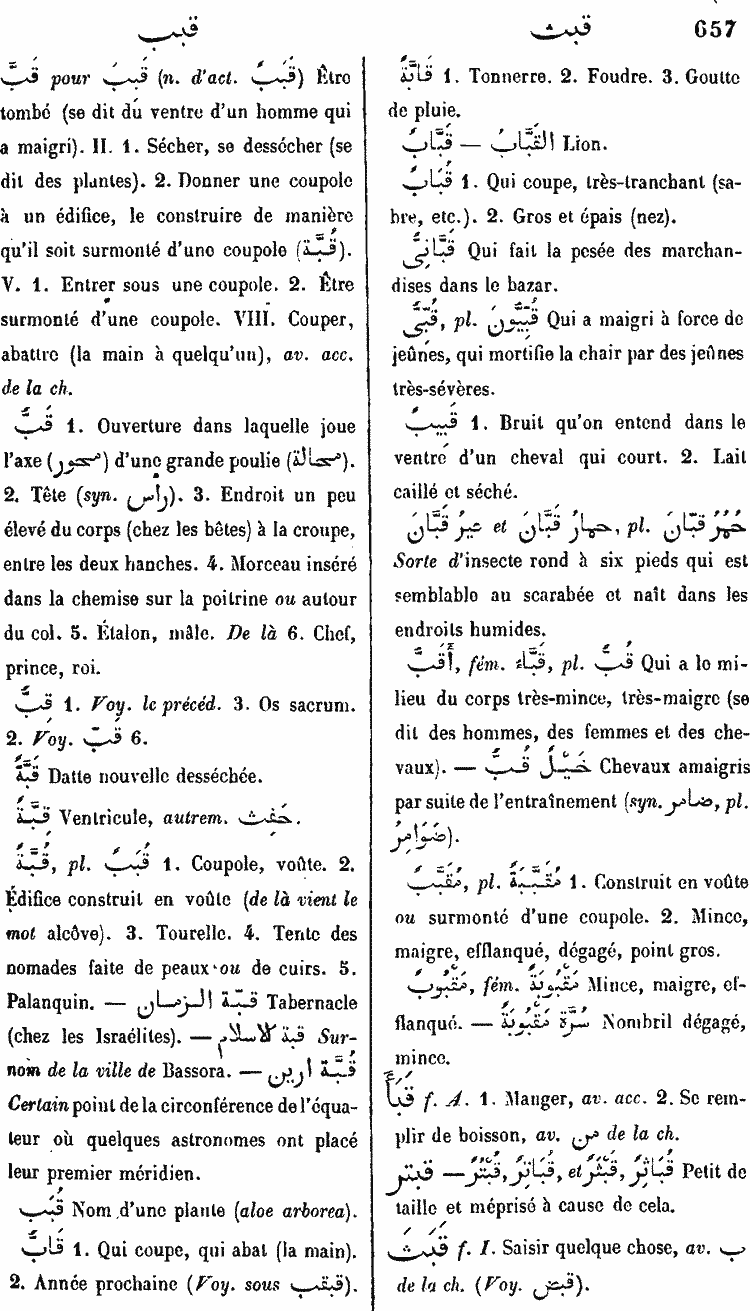 قبب
قبث 657
قَبَّ pour قَبَبَ (n. d'act. قَبَبٌ) Être
tombé (se dit du ventre d'un homme qui
a maigri). II. 1. Sécher, se dessécher (se
dit des plantes). 2. Donner une coupole
à un édifice, le construire de manière
qu'il soit surmonté d'une coupole (قُبَّة).
V. 1. Entrer sous une coupole. 2. Être
surmonté d'une coupole. VIII. Couper,
abattre (la main à quelqu'un), av. acc.
de la ch.
قَبٌّ 1. Ouverture dans laquelle joue
l'axe (محور) d'une grande poulie (محالة).
2. Tête (syn. رأس). 3. Endroit un peu
élevé du corps (chez les bêtes) à la croupe,
entre les deux hanches. 4. Morceau inséré
dans la chemise sur la poitrine ou autour
du col. 5. Étalon, mâle. De là 6. Chef,
prince, roi.
قِبٌّ 1. Voy. le précéd. 3. Os sacrum.
2. Voy. قَبّ 6.
قَبَّةٌ Datte nouvelle desséchée.
قِبَّةٌ Ventricule, autrem. حَفِث.
قُبَّةٌ, pl. قُبَبٌ 1. Coupole, voûte. 2.
Édifice construit en voûte (de là vient le
mot alcôve). 3. Tourelle. 4. Tente des
nomades faite de peaux ou de cuirs. 5.
Palanquin. — قبّة الزمان Tabernacle
(chez les Israélites). — قبة الاسلام Sur-
nom de la ville de Bassora. — قُبَّة ارين
Certain point de la circonférence de l'équa-
teur où quelques astronomes ont placé
leur premier méridien.
قَبَب Nom d'une plante (aloe arborea).
قَابٌّ 1. Qui coupe, qui abat (la main).
2. Année prochaine (Voy. sous قبقب).
قَابَّةٌ 1. Tonnerre. 2. Foudre. 3. Goutte
de pluie.
قَبَّابٌ — القَبَّابُ Lion.
قُبَابٌ 1. Qui coupe, très-tranchant (sa-
bre, etc.). 2. Gros et épais (nez).
قَبَّانِىٌّ Qui fait la pesée des marchan-
dises dans le bazar.
قُبِّىٌّ, pl. قُبِّيُّونَ Qui a maigri à force de
jeûnes, qui mortifie la chair par des jeûnes
très-sévères.
قَبِيبٌ 1. Bruit qu'on entend dans le
ventre d'un cheval qui court. 2. Lait
caillé et séché.
عير قَبَّانَ et حمار قَبَّانَ, pl. حُمُرُ قَبَّانَ
Sorte d'insecte rond à six pieds qui est
semblable au scarabée et naît dans les
endroits humides.
أَقَبُّ, fém. قَبَّاءُ, pl. قُبٌّ Qui a le mi-
lieu du corps très-mince, très-maigre (se
dit des hommes, des femmes et des che-
vaux). — خَيْلٌ قُبٌّ Chevaux amaigris
par suite de l'entraînement (syn. ضامر, pl.
ضَوَامِرُ).
مُقَبَّبٌ, pl. مُقَبَّبَةٌ 1. Construit en voûte
ou surmonté d'une coupole. 2. Mince,
maigre, efflanqué, dégagé, point gros.
مَقْبُوبٌ, fém. مَقْبُوبَةٌ Mince, maigre, ef-
flanqué. — سُرَّة مَقْبُوبَةٌ Nombril dégagé,
mince.
قَبَأَ f. A. 1. Manger, av. acc. 2. Se rem-
plir de boisson, av. من de la ch.
قبتر — قُبْتُرٌ, قُبَاتِرٌ, et قُبْثُرٌ, قُبَاثِرٌ Petit de
taille et méprisé à cause de cela.
قَبَثَ f. I. Saisir quelque chose, av. ب
de la ch. (Voy. قبض).